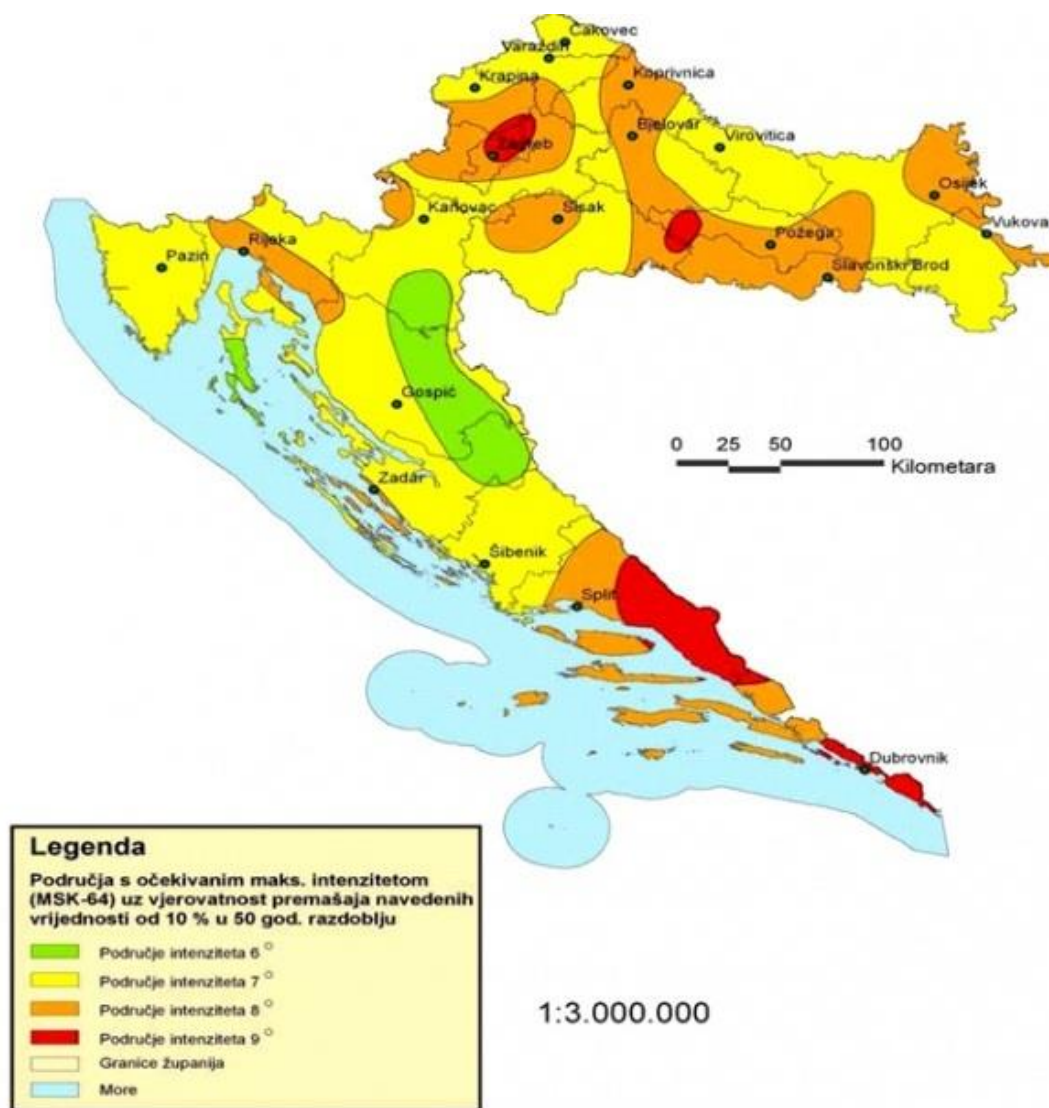 Čakovec
Varaždin
Krapina
Koprivnica
Zagreb
Bjelovar
Virovitica
Osijek
Karlovac
Sisak
Vukova
Požega
Rijeka
Pazin
Slavonski Brod
Gospić
0 25 50 100
Kilometara
Zadar
Šibenik
Split
Dubrovnik
Legenda
Područja s očekivanim maks. intenzitetom
(MSK-64) uz vjerovatnost premašaja navedenih
vrijednosti od 10 % u 50 god. razdoblju
Područje intenziteta 6 °
Područje intenziteta 7 °
Područje intenziteta 8 °
Područje intenziteta 9 °
Granice županija
More
1:3.000.000